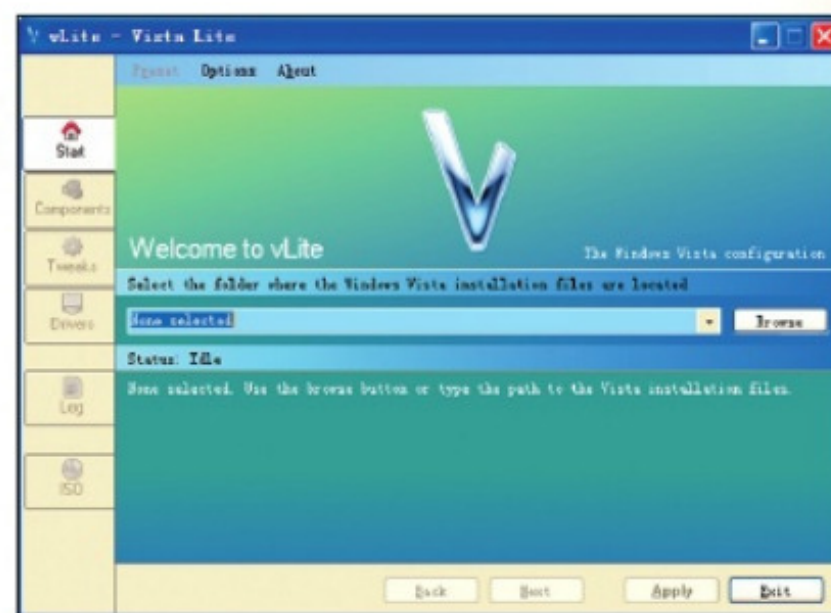 vLite - Vista Lite
Preset Options About
Start
Components
Tweaks
Drivers
Log
ISO
Welcome to vLite
The Windows Vista configuration
Select the folder where the Windows Vista installation files are located
None selected
Browse
Status: Idle
None selected. Use the browse button or type the path to the Vista installation files.
Back Next Apply Exit